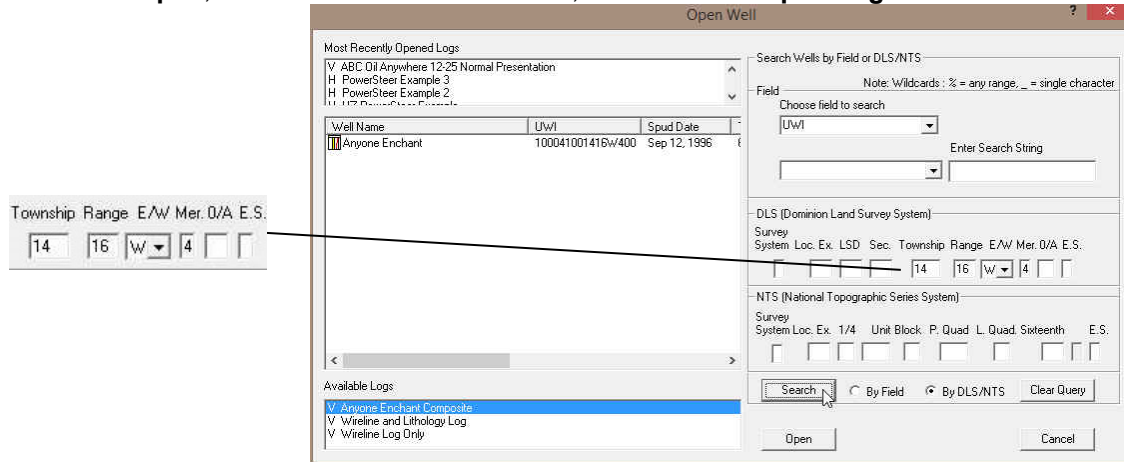 Open Well
?
Most Recently Opened Logs
V ABC Oil Anywhere 12-25 Normal Presentation
H PowerSteer Example 3
H PowerSteer Example 2
Well Name UWI Spud Date
Anyone Enchant 100041001416W400 Sep 12, 1996
Available Logs
V Anyone Enchant Composite
V Wireline and Lithology Log
V Wireline Log Only
Search Wells by Field or DLS/NTS
Note: Wildcards : % = any range, _ = single character
Field
Choose field to search
UWI
Enter Search String
DLS (Dominion Land Survey System)
Survey
System Loc. Ex. LSD Sec. Township Range E/W Mer. 0/A E.S.
14 16 W 4
NTS (National Topographic Series System)
Survey
System Loc. Ex. 1/4 Unit Block P. Quad L. Quad. Sixteenth E.S.
Search By Field By DLS/NTS Clear Query
Open Cancel
Township Range E/W Mer. 0/A E.S.
14 16 W 4